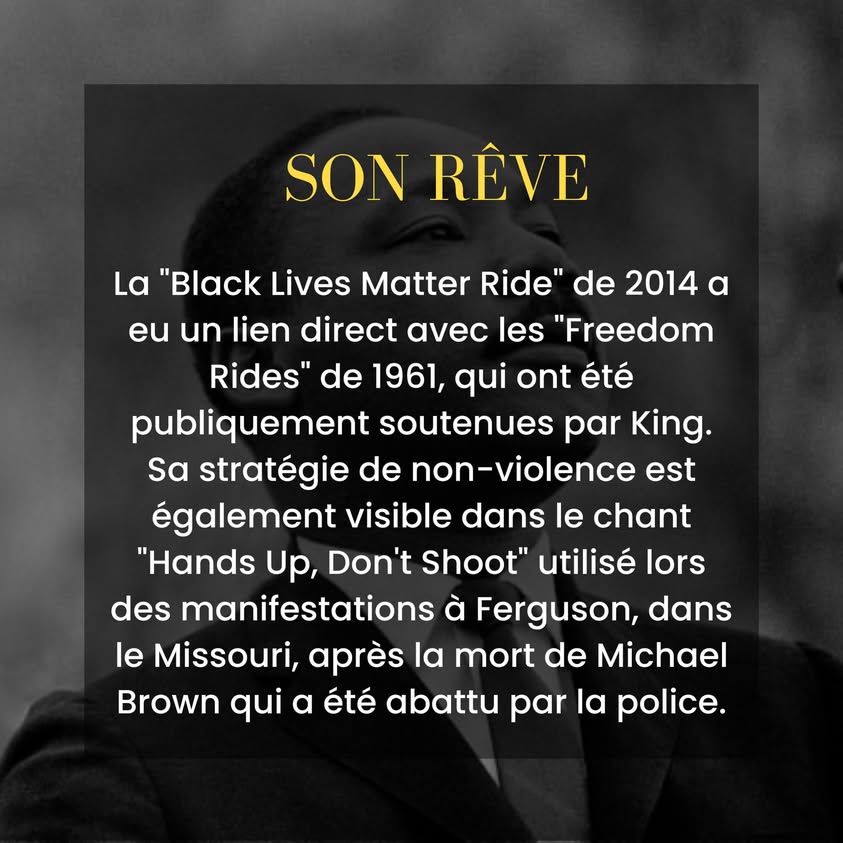 SON RÊVE
La "Black Lives Matter Ride" de 2014 a
eu un lien direct avec les "Freedom
Rides" de 1961, qui ont été
publiquement soutenues par King.
Sa stratégie de non-violence est
également visible dans le chant
"Hands Up, Don't Shoot" utilisé lors
des manifestations à Ferguson, dans
le Missouri, après la mort de Michael
Brown qui a été abattu par la police.